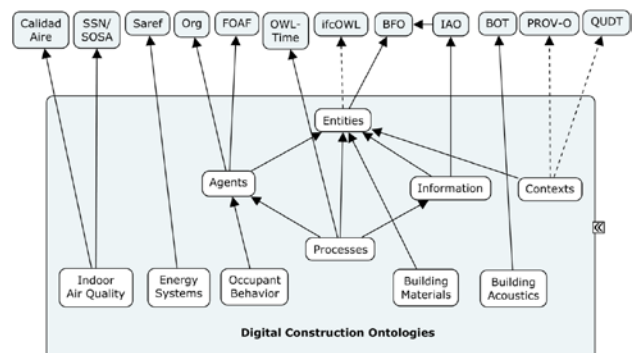 Calidad
Aire
SSN/
SOSA
Saref
Org
FOAF
OWL-
Time
ifcOWL
BFO
IAO
BOT
PROV-O
QUDT
Entities
Agents
Information
Contexts
Processes
Indoor
Air Quality
Energy
Systems
Occupant
Behavior
Building
Materials
Building
Acoustics
Digital Construction Ontologies